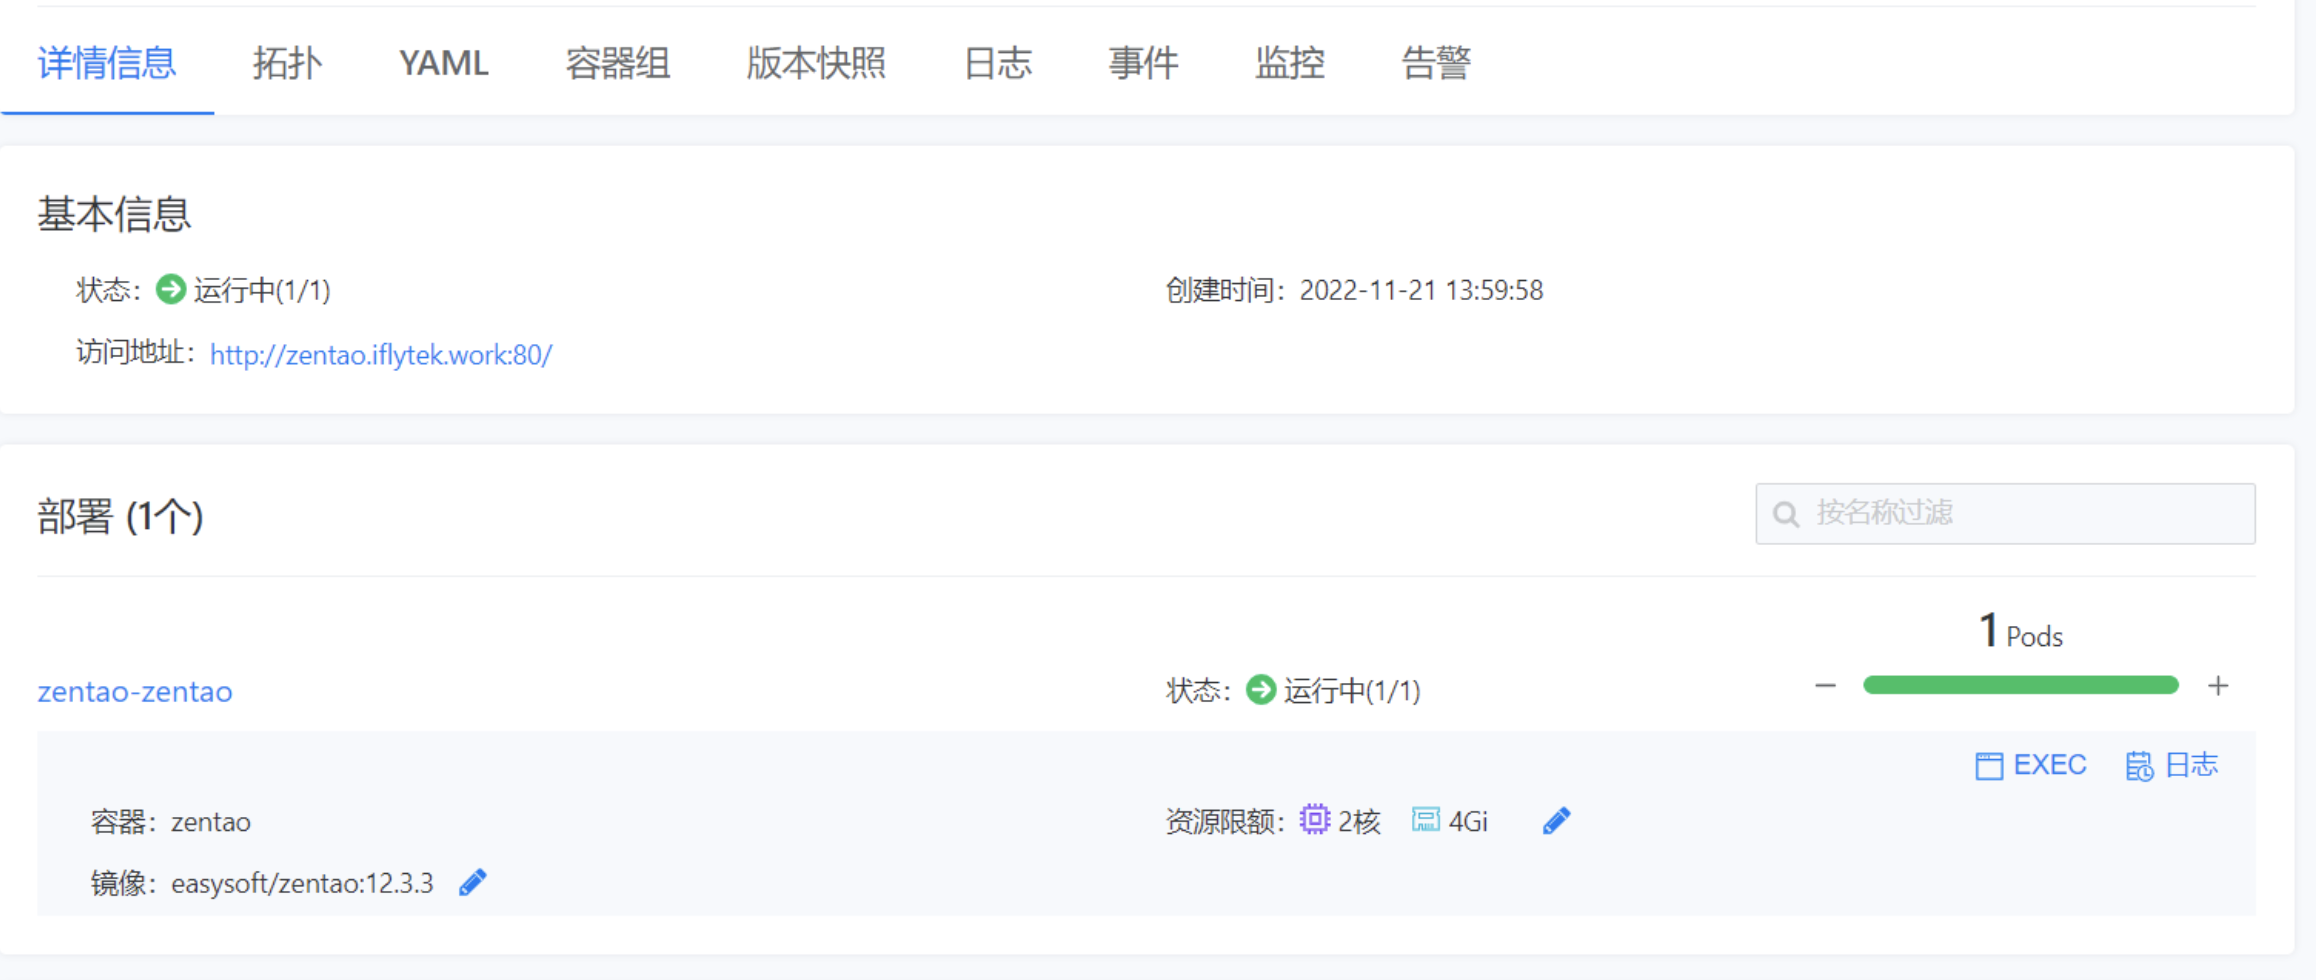 详情信息 拓扑 YAML 容器组 版本快照 日志 事件 监控 告警
基本信息
状态： 运行中(1/1) 创建时间： 2022-11-21 13:59:58
访问地址： http://zentao.iflytek.work:80/
部署 (1个) 按名称过滤
1 Pods
zentao-zentao 状态： 运行中(1/1) − +
EXEC 日志
容器： zentao 资源限额： 2核 4Gi
镜像： easysoft/zentao:12.3.3